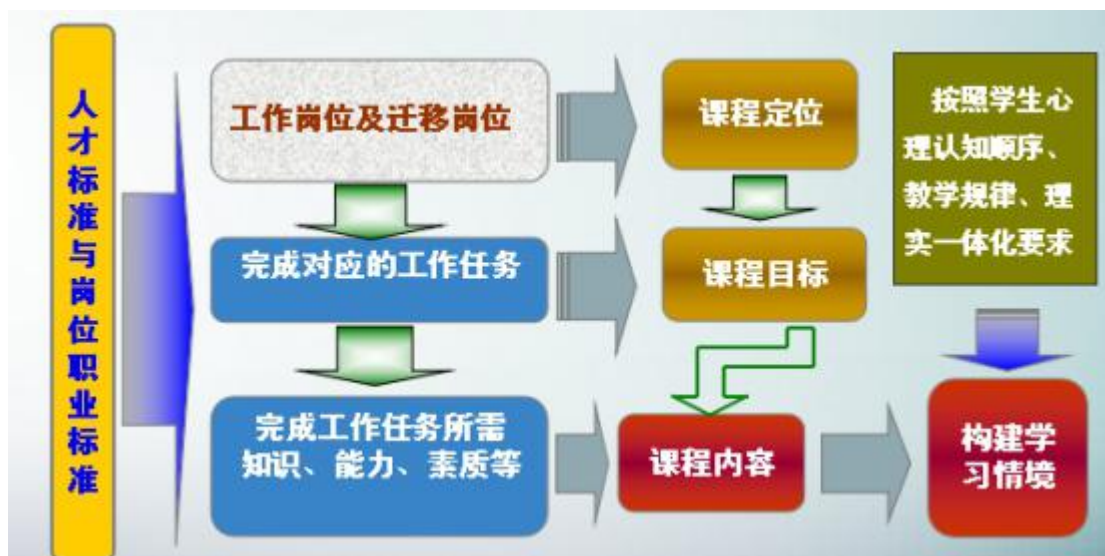 人才标准与岗位职业标准
工作岗位及迁移岗位
课程定位
按照学生心
理认知顺序、
教学规律、理
实一体化要求
完成对应的工作任务
课程目标
完成工作任务所需
知识、能力、素质等
课程内容
构建学
习情境